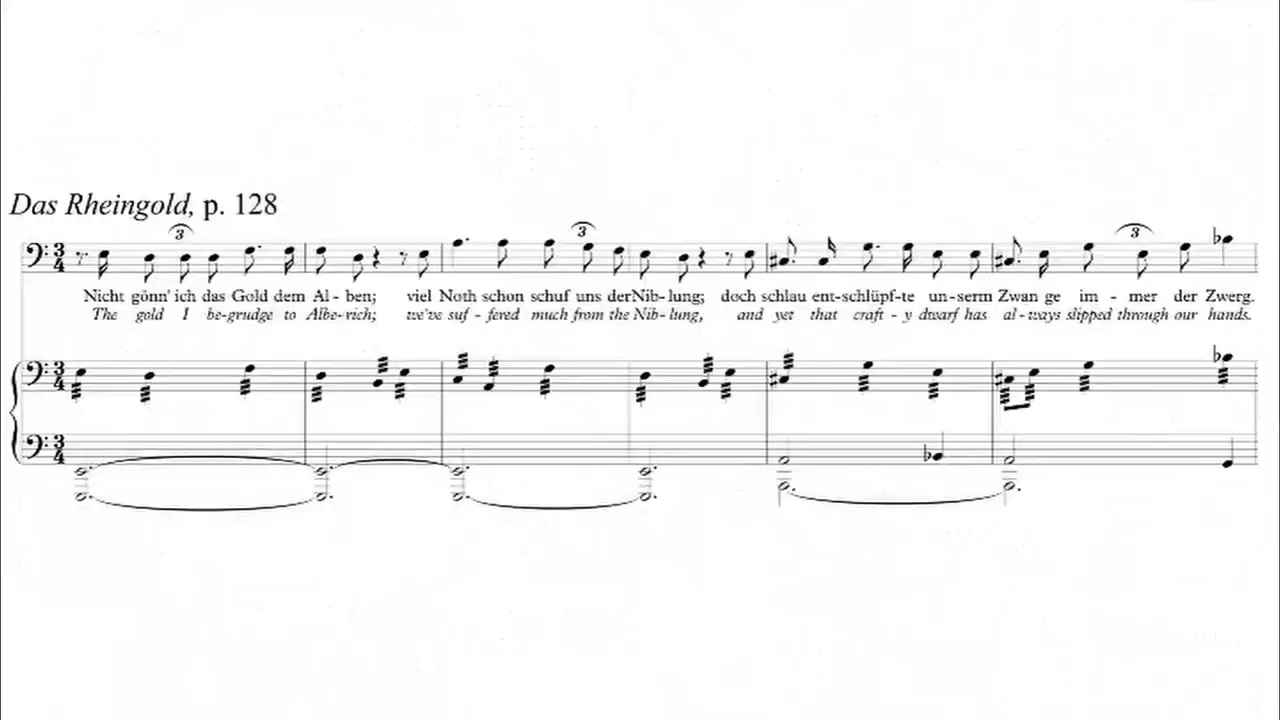 Das Rheingold, p. 128
3 3 3
Nicht gönn' ich das Gold dem Al - ben; viel Noth schon schuf uns der Nib - lung; doch schlau ent-schlüpf-te un-serm Zwan ge im - mer der Zwerg.
The gold I be-grudge to Albe-rich; we've suf - fered much from the Nib - lung, and yet that craft - y dwarf has al-ways slipped through our hands.